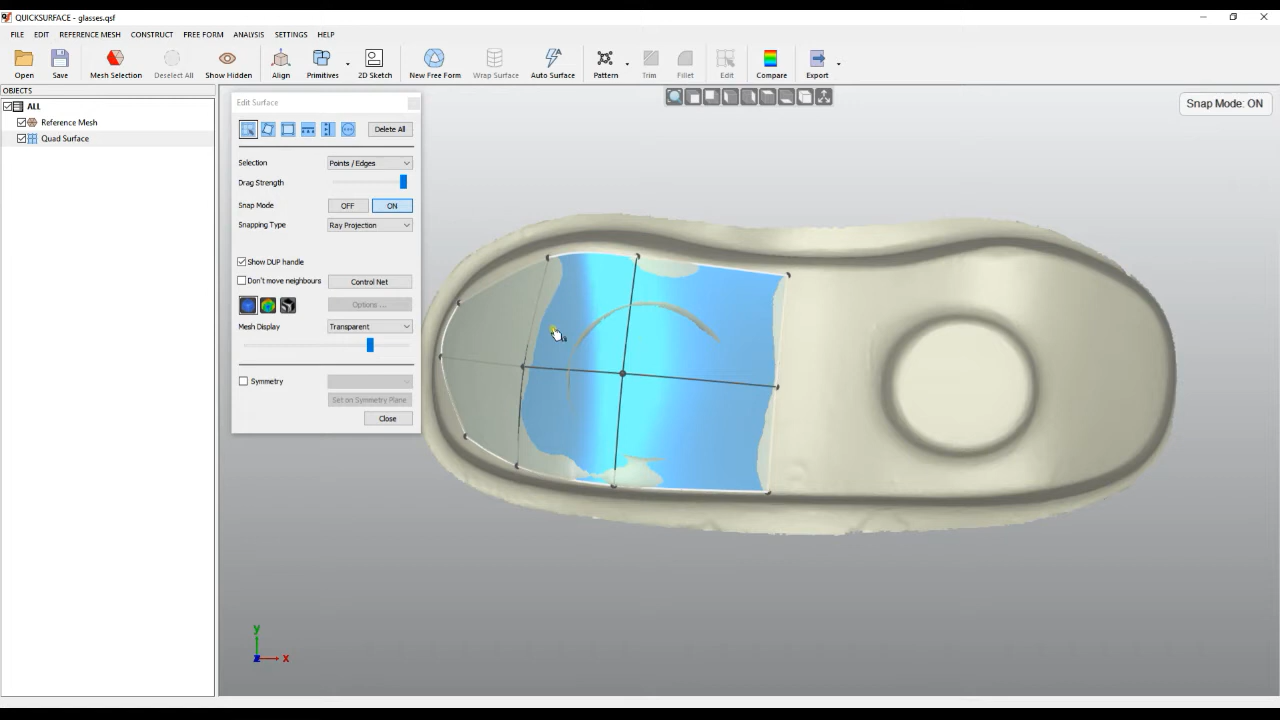 QUICKSURFACE - glasses.qsf
FILE EDIT REFERENCE MESH CONSTRUCT FREE FORM ANALYSIS SETTINGS HELP
Open Save Mesh Selection Deselect All Show Hidden Align Primitives 2D Sketch New Free Form Wrap Surface Auto Surface Pattern Trim Fillet Edit Compare Export
OBJECTS
ALL
Reference Mesh
Quad Surface
Edit Surface
Delete All
Selection Points / Edges
Drag Strength
Snap Mode OFF ON
Snapping Type Ray Projection
Show DUP handle
Don't move neighbours Control Net
Options ...
Mesh Display Transparent
Symmetry
Set on Symmetry Plane
Close
Snap Mode: ON
y
z x